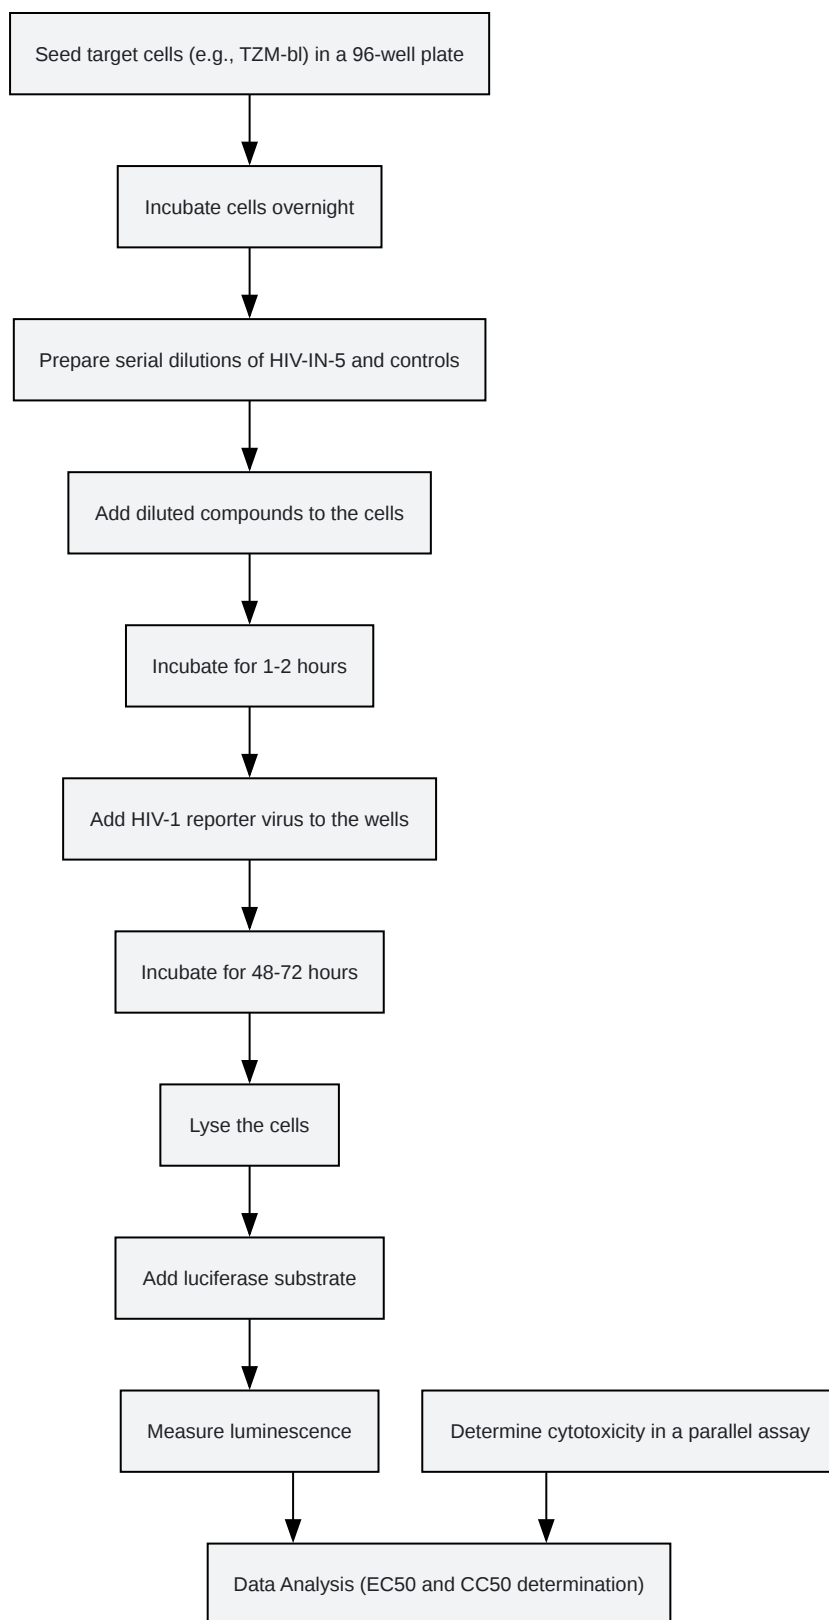 Seed target cells (e.g., TZM-bl) in a 96-well plate
Incubate cells overnight
Prepare serial dilutions of HIV-IN-5 and controls
Add diluted compounds to the cells
Incubate for 1-2 hours
Add HIV-1 reporter virus to the wells
Incubate for 48-72 hours
Lyse the cells
Add luciferase substrate
Measure luminescence
Determine cytotoxicity in a parallel assay
Data Analysis (EC50 and CC50 determination)